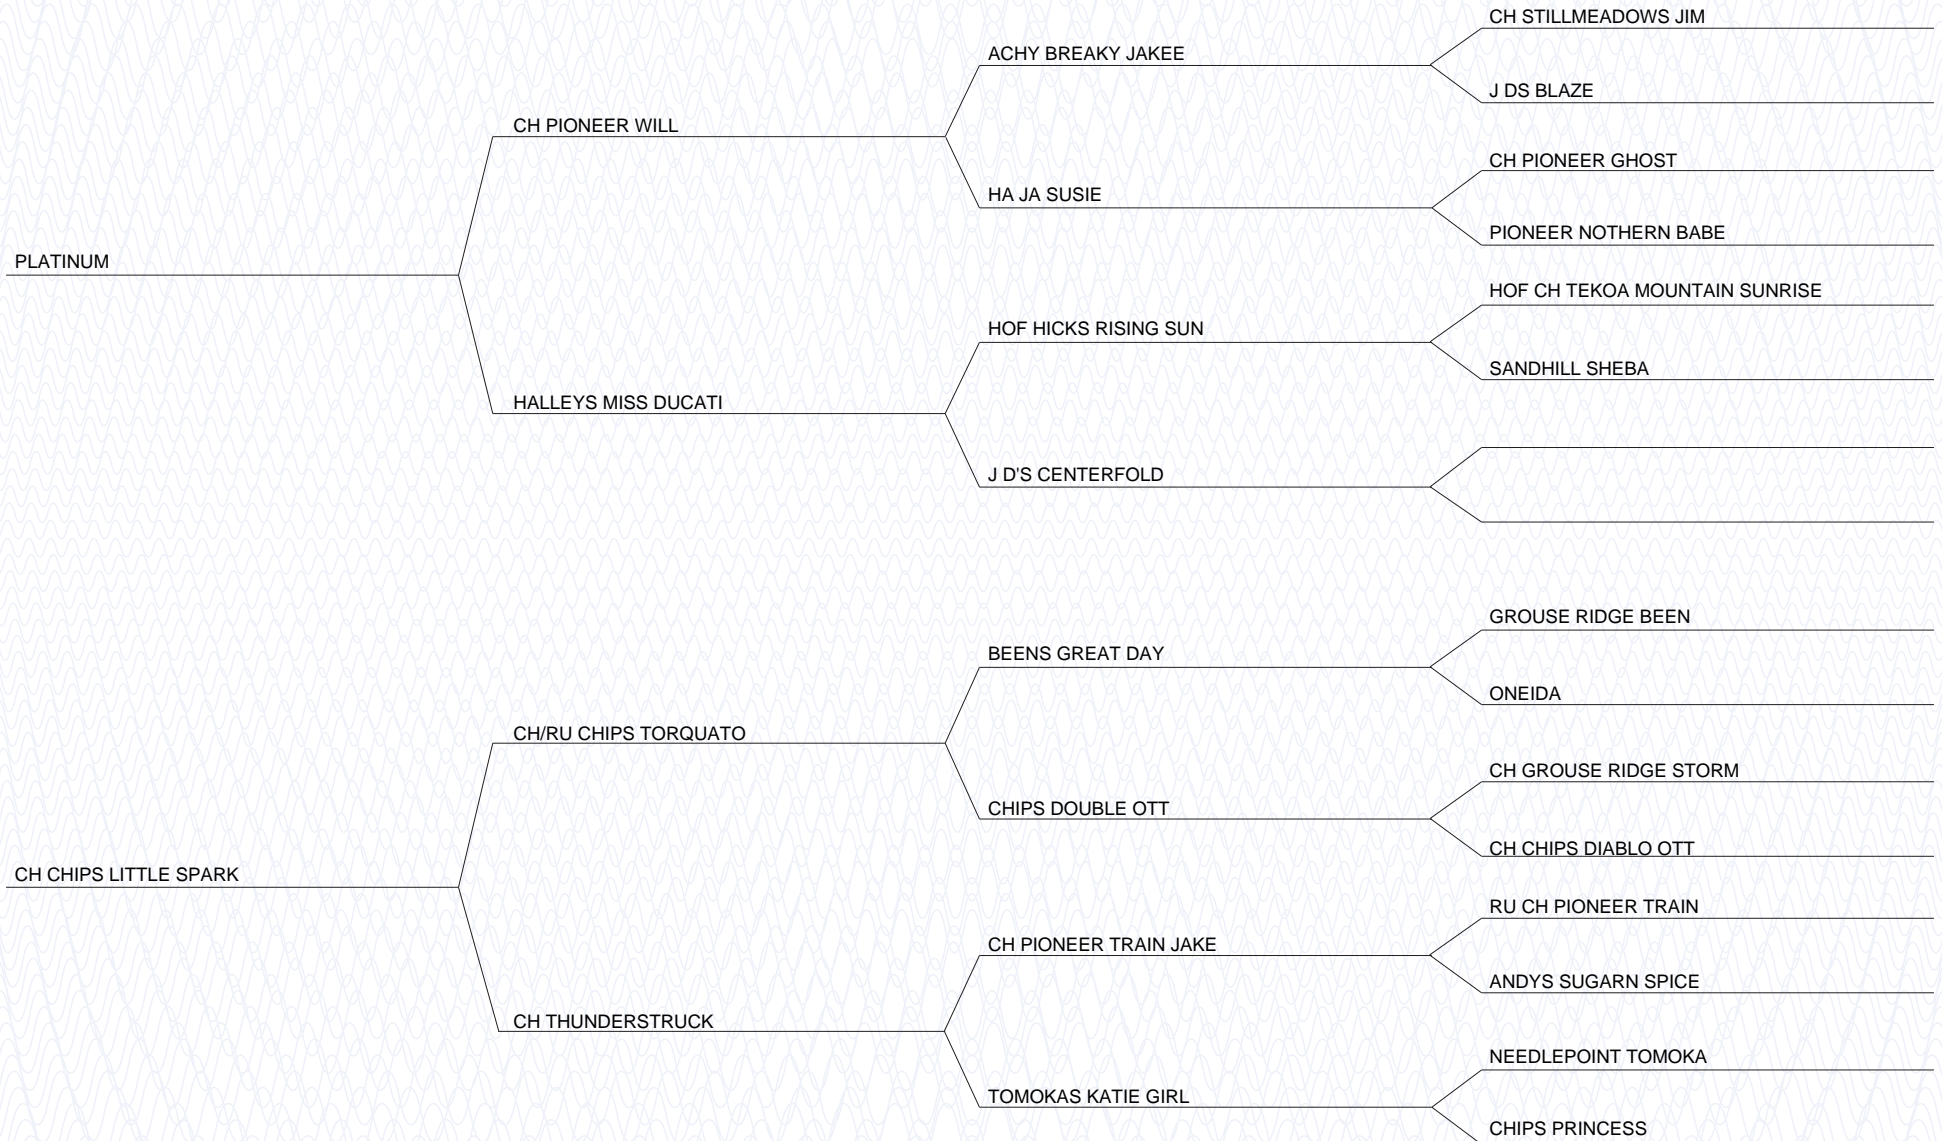 CH STILLMEADOWS JIM
ACHY BREAKY JAKEE
J DS BLAZE
CH PIONEER WILL
CH PIONEER GHOST
HA JA SUSIE
PIONEER NOTHERN BABE
PLATINUM
HOF CH TEKOA MOUNTAIN SUNRISE
HOF HICKS RISING SUN
SANDHILL SHEBA
HALLEYS MISS DUCATI
J D'S CENTERFOLD
GROUSE RIDGE BEEN
BEENS GREAT DAY
ONEIDA
CH/RU CHIPS TORQUATO
CH GROUSE RIDGE STORM
CHIPS DOUBLE OTT
CH CHIPS DIABLO OTT
CH CHIPS LITTLE SPARK
RU CH PIONEER TRAIN
CH PIONEER TRAIN JAKE
ANDYS SUGARN SPICE
CH THUNDERSTRUCK
NEEDLEPOINT TOMOKA
TOMOKAS KATIE GIRL
CHIPS PRINCESS